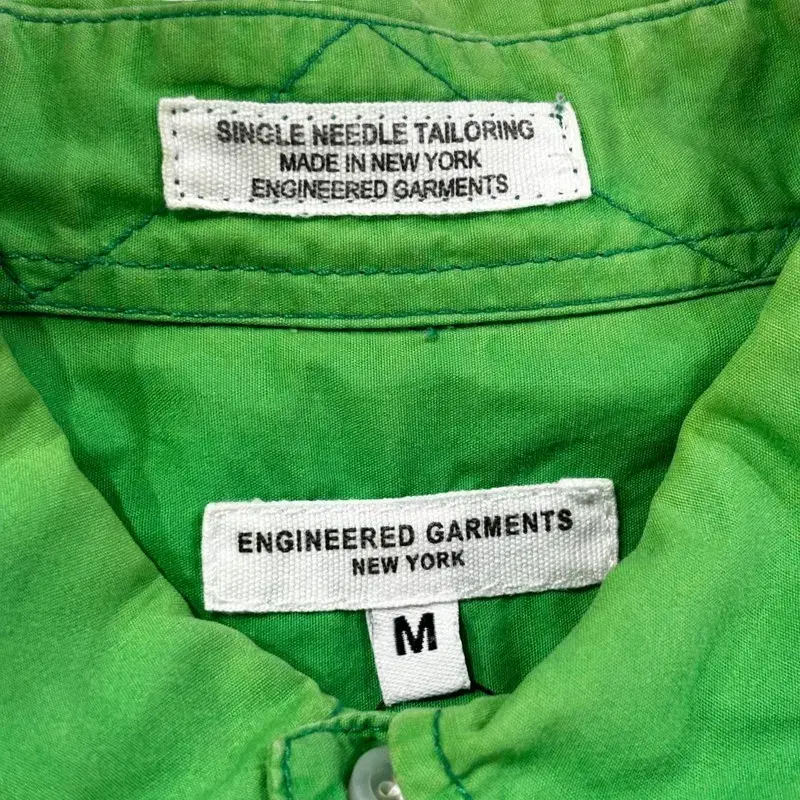 SINGLE NEEDLE TAILORING
MADE IN NEW YORK
ENGINEERED GARMENTS
ENGINEERED GARMENTS
NEW YORK
M